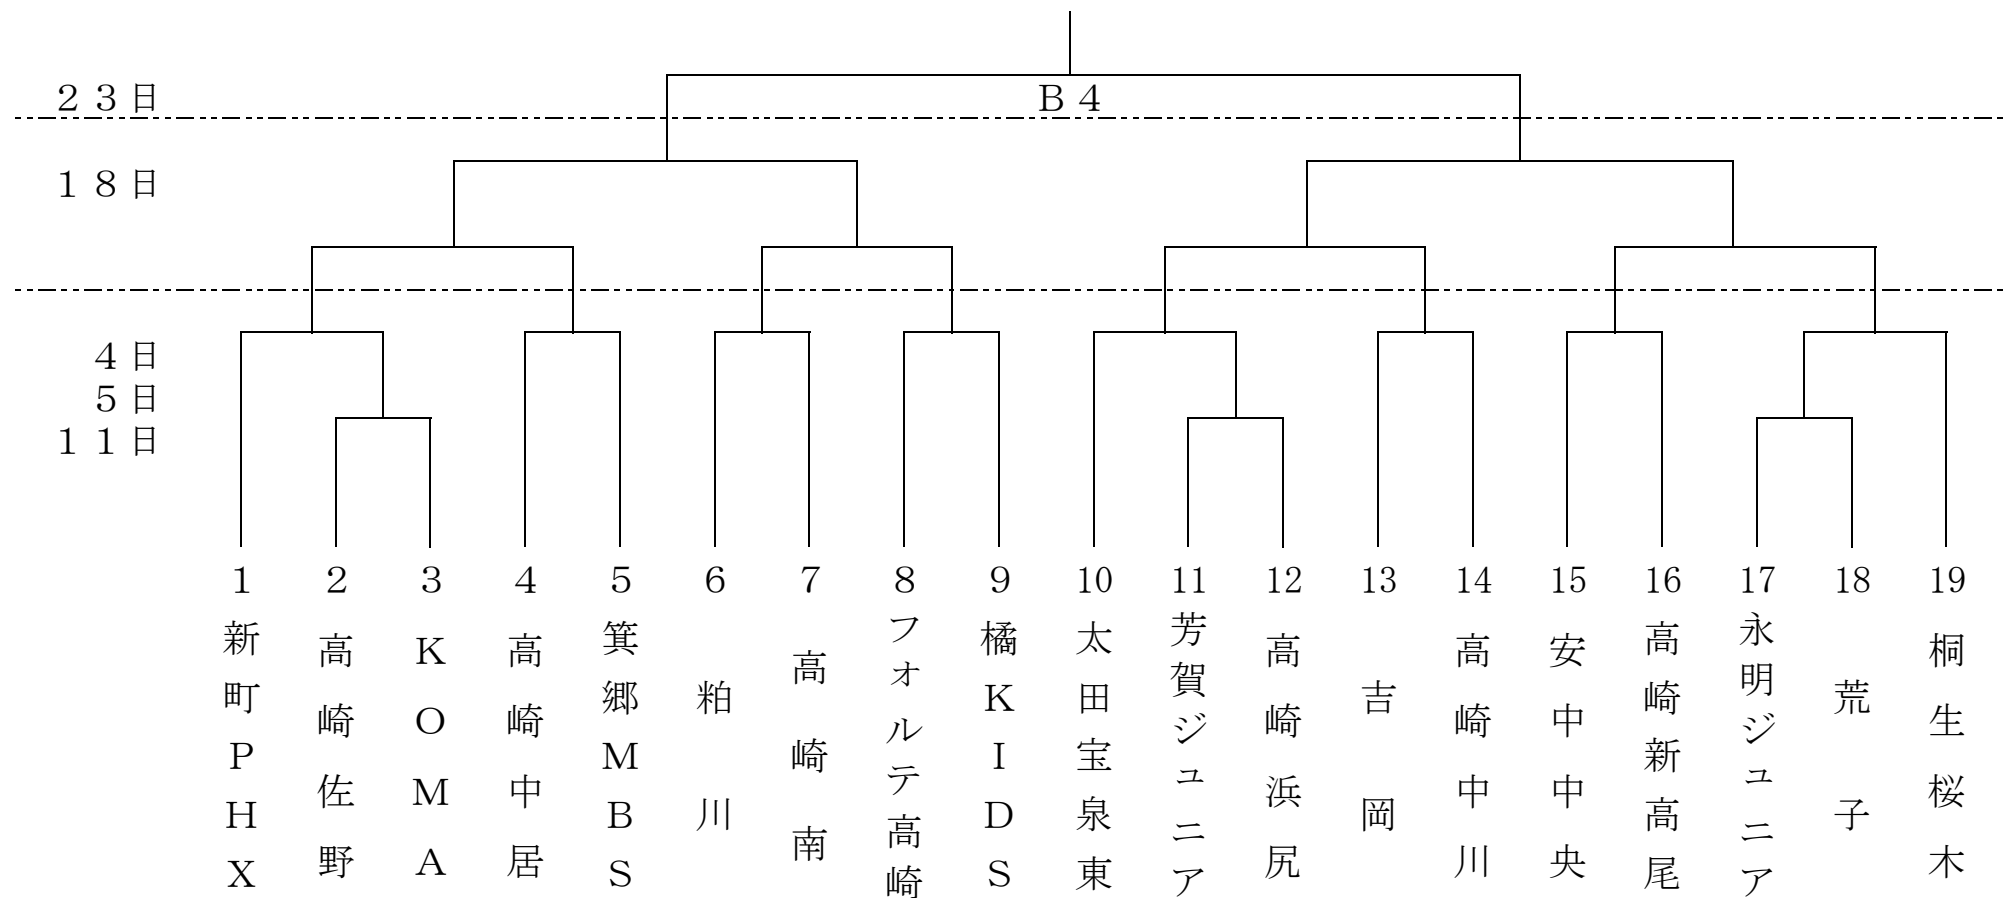 ２３日
Ｂ４
１８日
４日
５日
１１日
１ ２ ３ ４ ５ ６ ７ ８ ９ 10 11 12 13 14 15 16 17 18 19
新町ＰＨＸ
高崎佐野
ＫＯＭＡ
高崎中居
箕郷ＭＢＳ
粕川
高崎南
フォルテ高崎
橘ＫＩＤＳ
太田宝泉東
芳賀ジュニア
高崎浜尻
吉岡
高崎中川
安中中央
高崎新高尾
永明ジュニア
荒子
桐生桜木